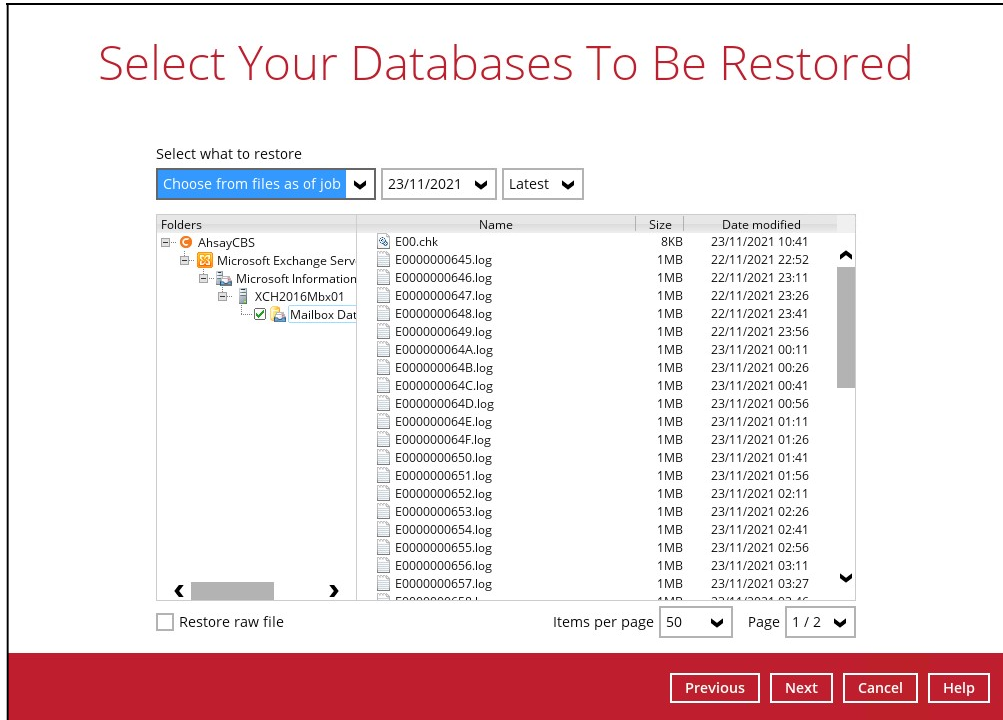 Select Your Databases To Be Restored
Select what to restore
Choose from files as of job 23/11/2021 Latest
Folders Name Size Date modified
AhsayCBS E00.chk 8KB 23/11/2021 10:41
Microsoft Exchange Serv E0000000645.log 1MB 22/11/2021 22:52
Microsoft Information E0000000646.log 1MB 22/11/2021 23:11
XCH2016Mbx01 E0000000647.log 1MB 22/11/2021 23:26
Mailbox Dat E0000000648.log 1MB 22/11/2021 23:41
E0000000649.log 1MB 22/11/2021 23:56
E000000064A.log 1MB 23/11/2021 00:11
E000000064B.log 1MB 23/11/2021 00:26
E000000064C.log 1MB 23/11/2021 00:41
E000000064D.log 1MB 23/11/2021 00:56
E000000064E.log 1MB 23/11/2021 01:11
E000000064F.log 1MB 23/11/2021 01:26
E0000000650.log 1MB 23/11/2021 01:41
E0000000651.log 1MB 23/11/2021 01:56
E0000000652.log 1MB 23/11/2021 02:11
E0000000653.log 1MB 23/11/2021 02:26
E0000000654.log 1MB 23/11/2021 02:41
E0000000655.log 1MB 23/11/2021 02:56
E0000000656.log 1MB 23/11/2021 03:11
E0000000657.log 1MB 23/11/2021 03:27
Restore raw file Items per page 50 Page 1 / 2
Previous Next Cancel Help